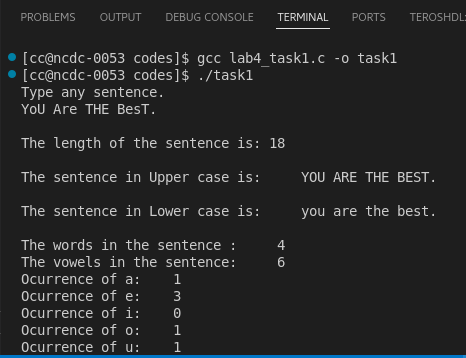 PROBLEMS OUTPUT DEBUG CONSOLE TERMINAL PORTS TEROSHDL:
[cc@ncdc-0053 codes]$ gcc lab4_task1.c -o task1
[cc@ncdc-0053 codes]$ ./task1
Type any sentence.
YoU Are THE BesT.
The length of the sentence is: 18
The sentence in Upper case is: YOU ARE THE BEST.
The sentence in Lower case is: you are the best.
The words in the sentence : 4
The vowels in the sentence: 6
Ocurrence of a: 1
Ocurrence of e: 3
Ocurrence of i: 0
Ocurrence of o: 1
Ocurrence of u: 1